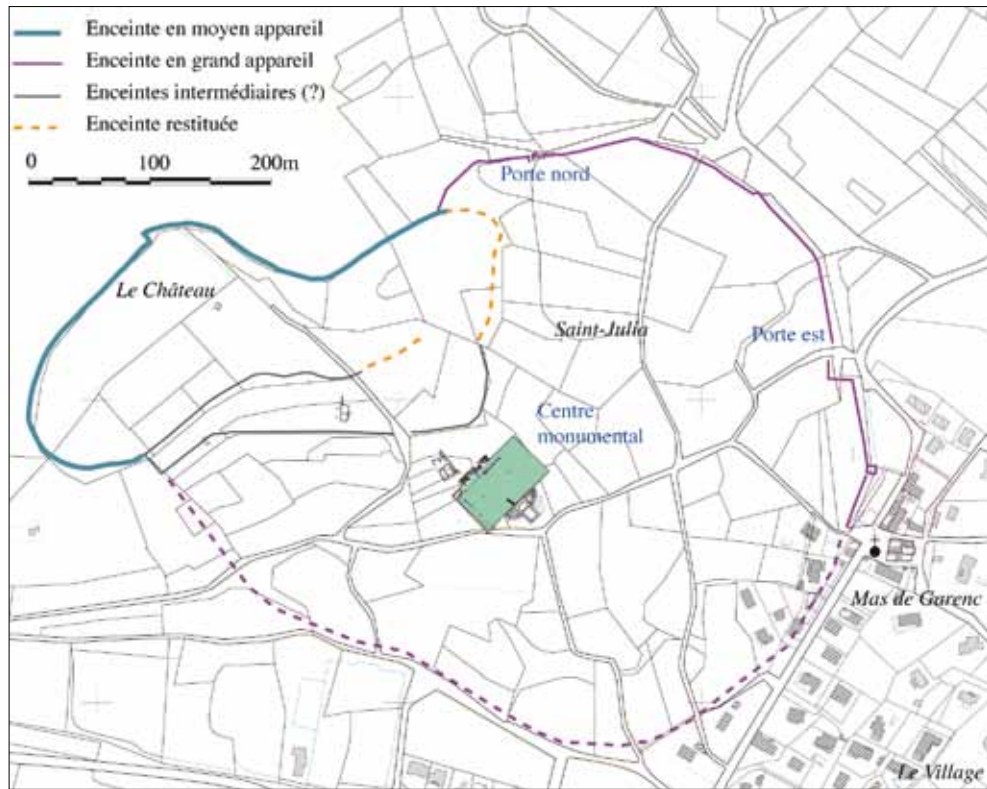 Enceinte en moyen appareil
Enceinte en grand appareil
Enceintes intermédiaires (?)
Enceinte restituée
0 100 200m
Porte nord
Le Château
Saint-Julia
Porte est
Centre
monumental
Mas de Garenc
Le Village